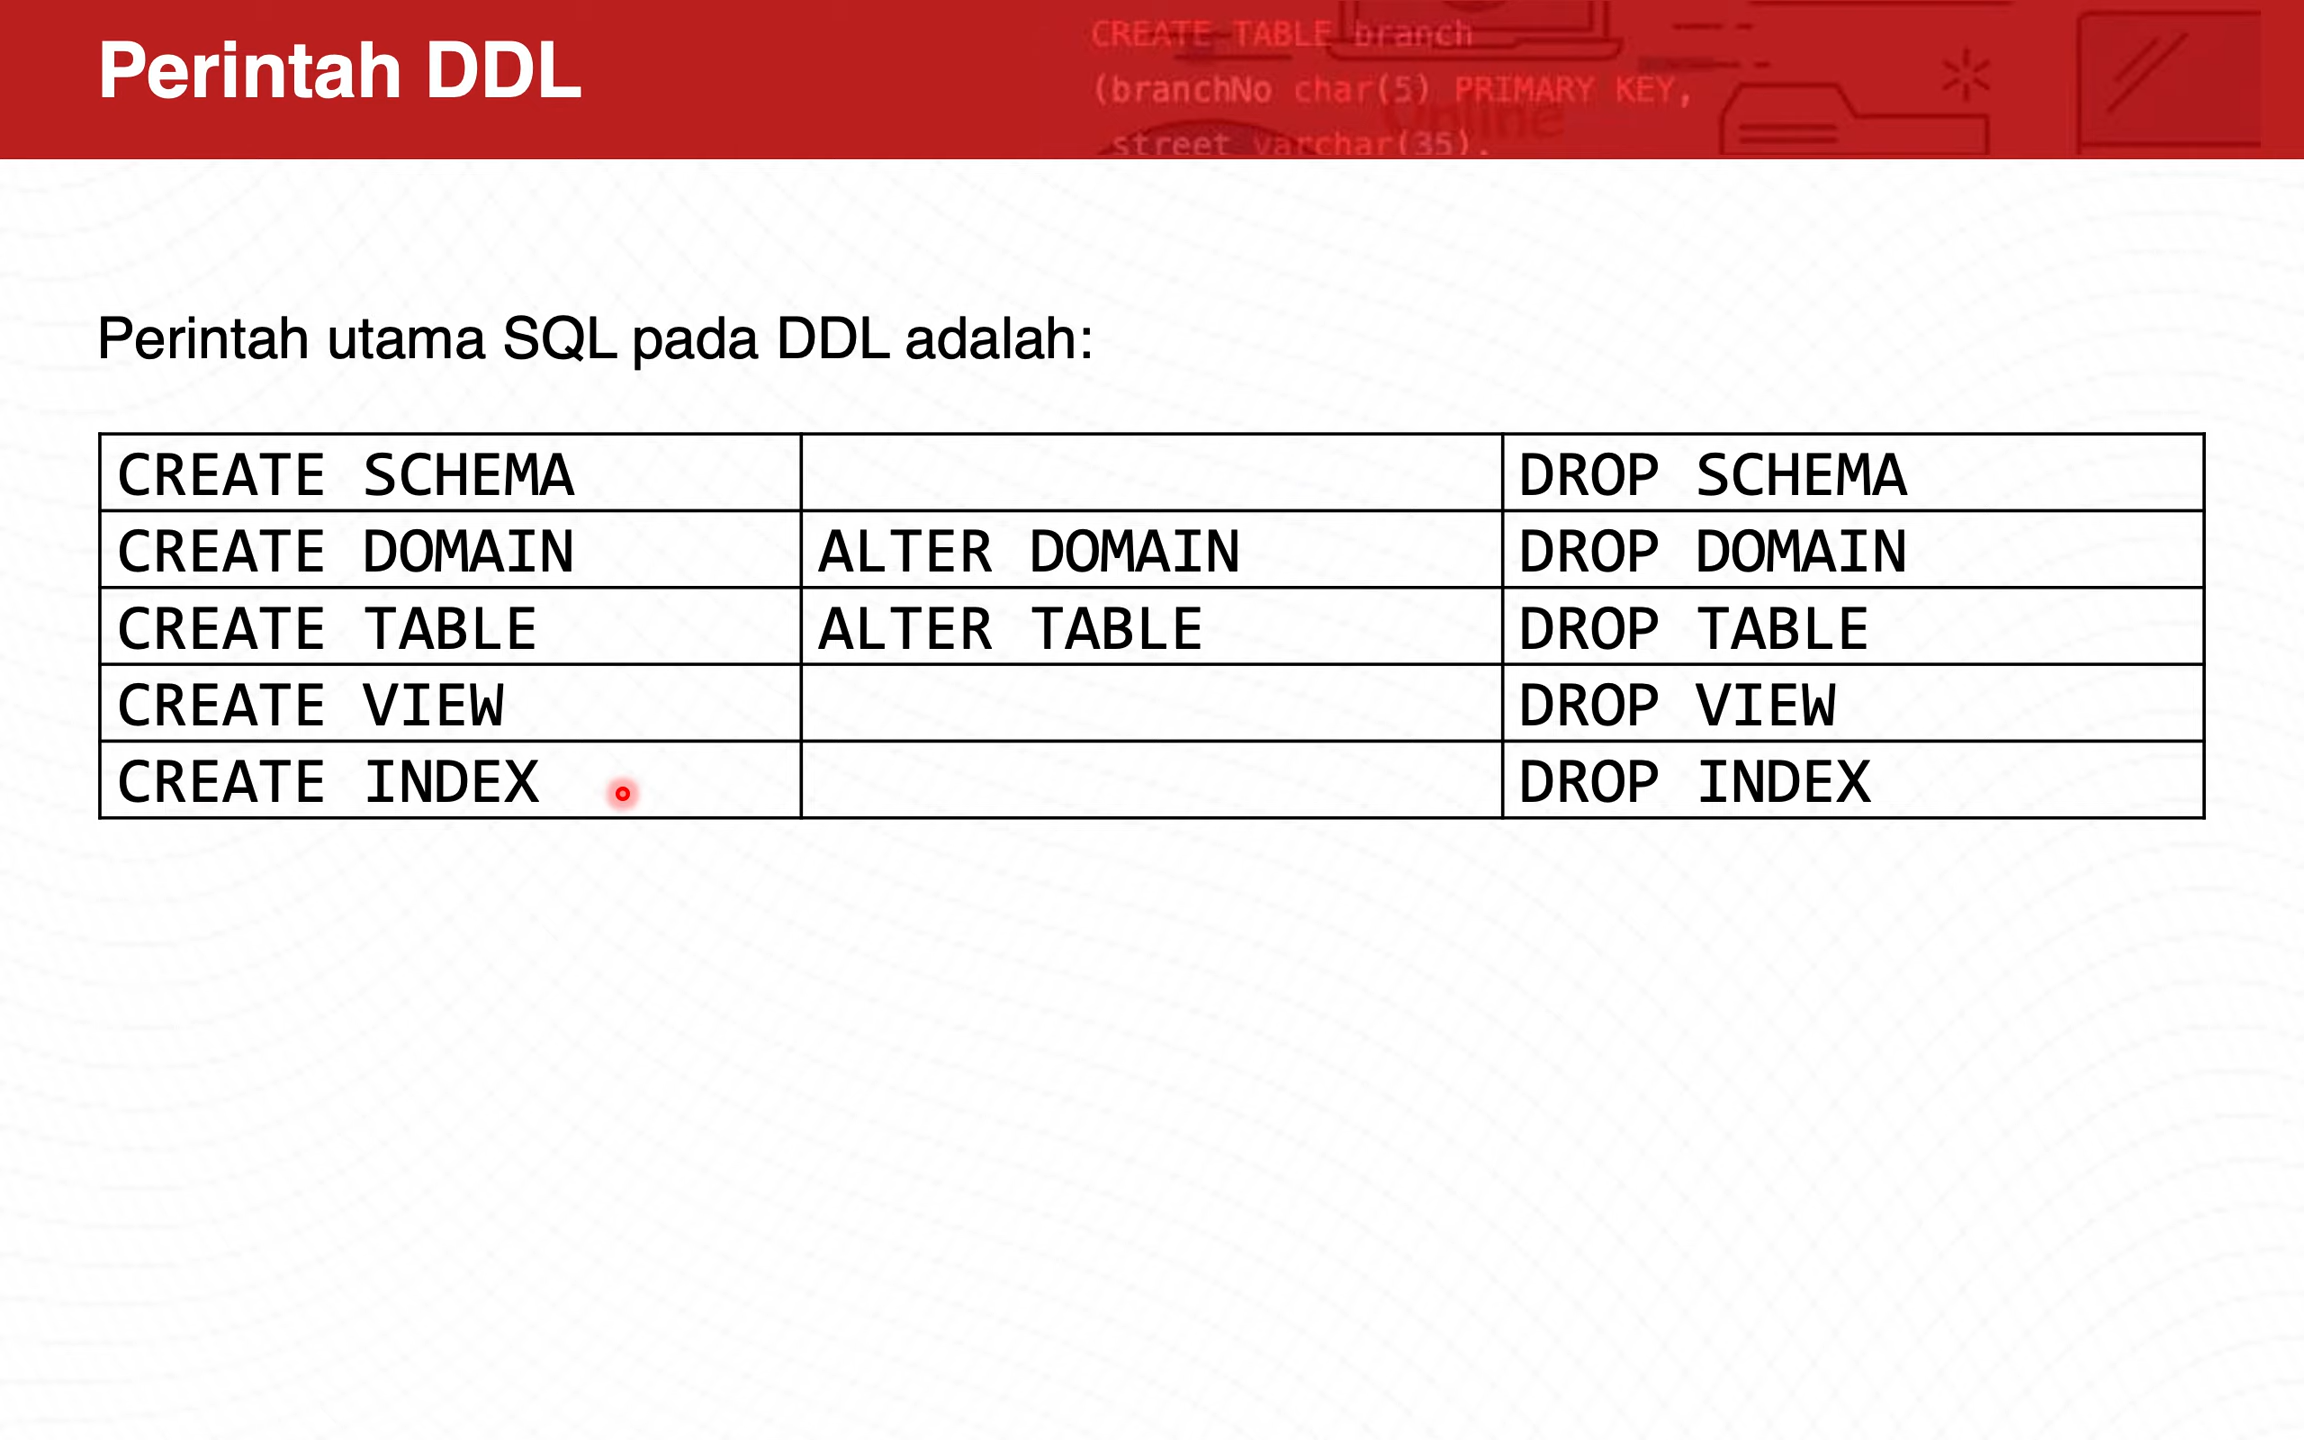 Perintah DDL
CREATE TABLE branch
(branchNo char(5) PRIMARY KEY,
Online
street varchar(35).
Perintah utama SQL pada DDL adalah:
CREATE SCHEMA DROP SCHEMA
CREATE DOMAIN ALTER DOMAIN DROP DOMAIN
CREATE TABLE ALTER TABLE DROP TABLE
CREATE VIEW DROP VIEW
CREATE INDEX DROP INDEX